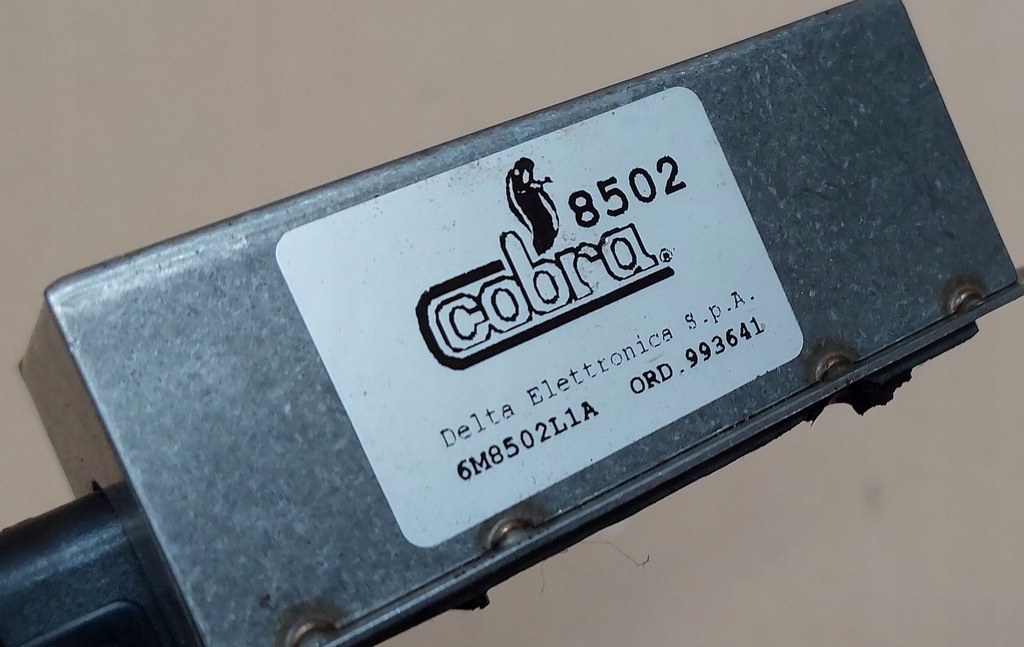 8502
cobra®
Delta Elettronica S.p.A.
6M8502L1A ORD.993641